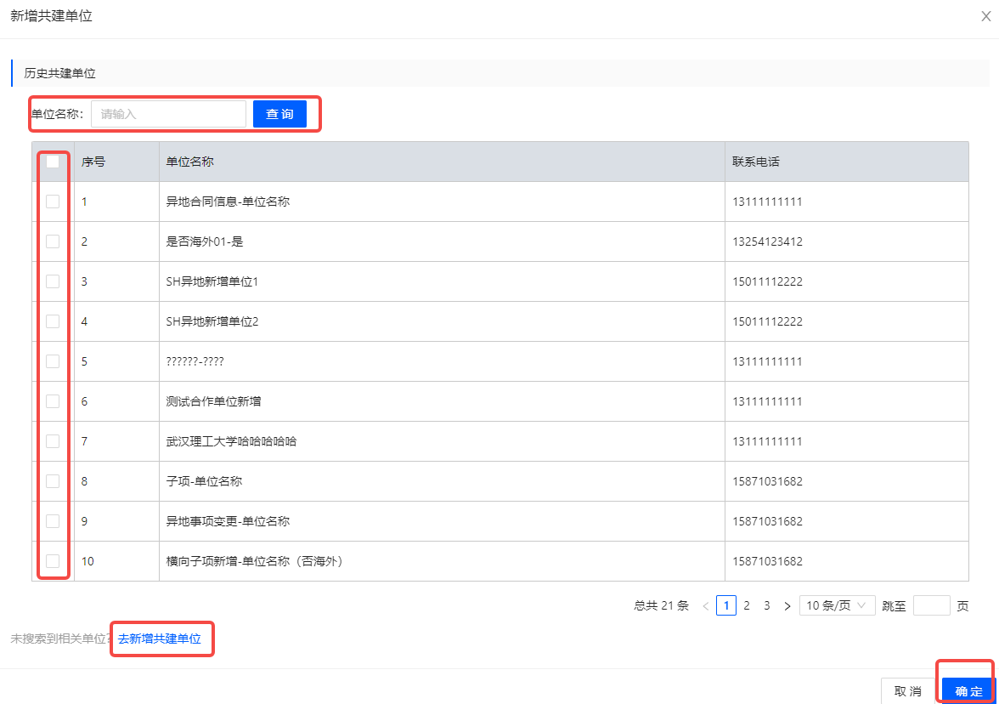 新增共建单位
历史共建单位
单位名称： 请输入 查 询
序号 单位名称 联系电话
1 异地合同信息-单位名称 13111111111
2 是否海外01-是 13254123412
3 SH异地新增单位1 15011112222
4 SH异地新增单位2 15011112222
5 ??????-???? 13111111111
6 测试合作单位新增 13111111111
7 武汉理工大学哈哈哈哈哈 13111111111
8 子项-单位名称 15871031682
9 异地事项变更-单位名称 15871031682
10 横向子项新增-单位名称（否海外） 15871031682
总共 21 条 < 1 2 3 > 10 条/页 跳至 页
未搜索到相关单位? 去新增共建单位
取 消 确 定